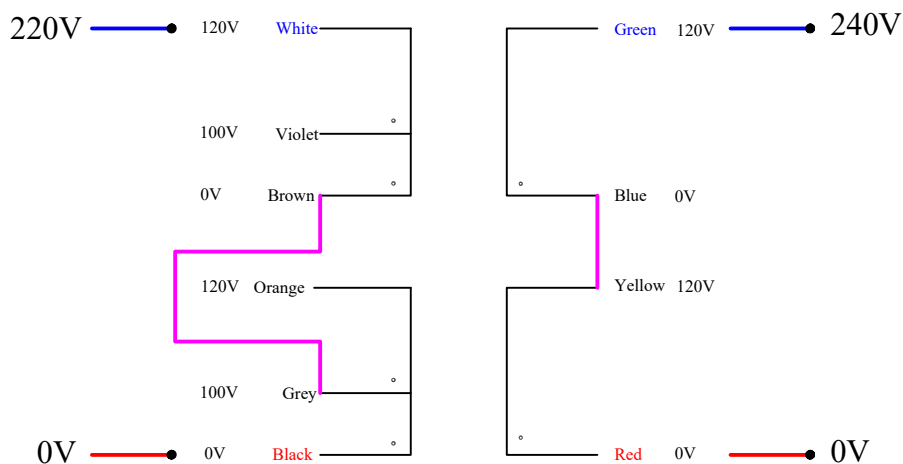 220V 120V White Green 120V 240V
100V Violet
0V Brown Blue 0V
120V Orange Yellow 120V
100V Grey
0V 0V Black Red 0V 0V